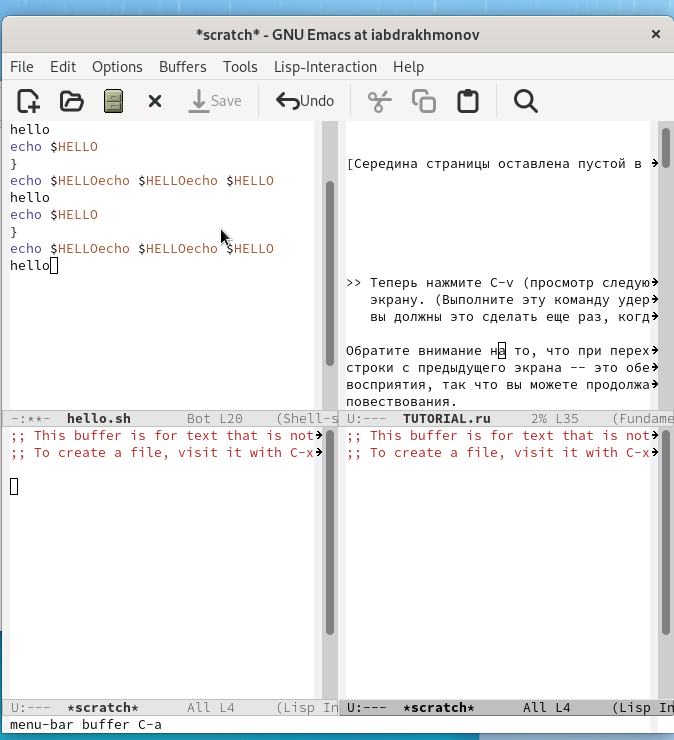 *scratch* - GNU Emacs at iabdrakhmonov
File Edit Options Buffers Tools Lisp-Interaction Help
Save Undo
hello
echo $HELLO
}
echo $HELLOecho $HELLOecho $HELLO
hello
echo $HELLO
}
echo $HELLOecho $HELLOecho $HELLO
hello
-:**- hello.sh Bot L20 (Shell-s
[Середина страницы оставлена пустой в
>> Теперь нажмите C-v (просмотр следую
экрану. (Выполните эту команду удер
вы должны это сделать еще раз, когд
Обратите внимание на то, что при перех
строки с предыдущего экрана -- это обе
восприятия, так что вы можете продолжа
повествования.
U:--- TUTORIAL.ru 2% L35 (Fundame
;; This buffer is for text that is not
;; To create a file, visit it with C-x
U:--- *scratch* All L4 (Lisp In
;; This buffer is for text that is not
;; To create a file, visit it with C-x
U:--- *scratch* All L4 (Lisp In
menu-bar buffer C-a